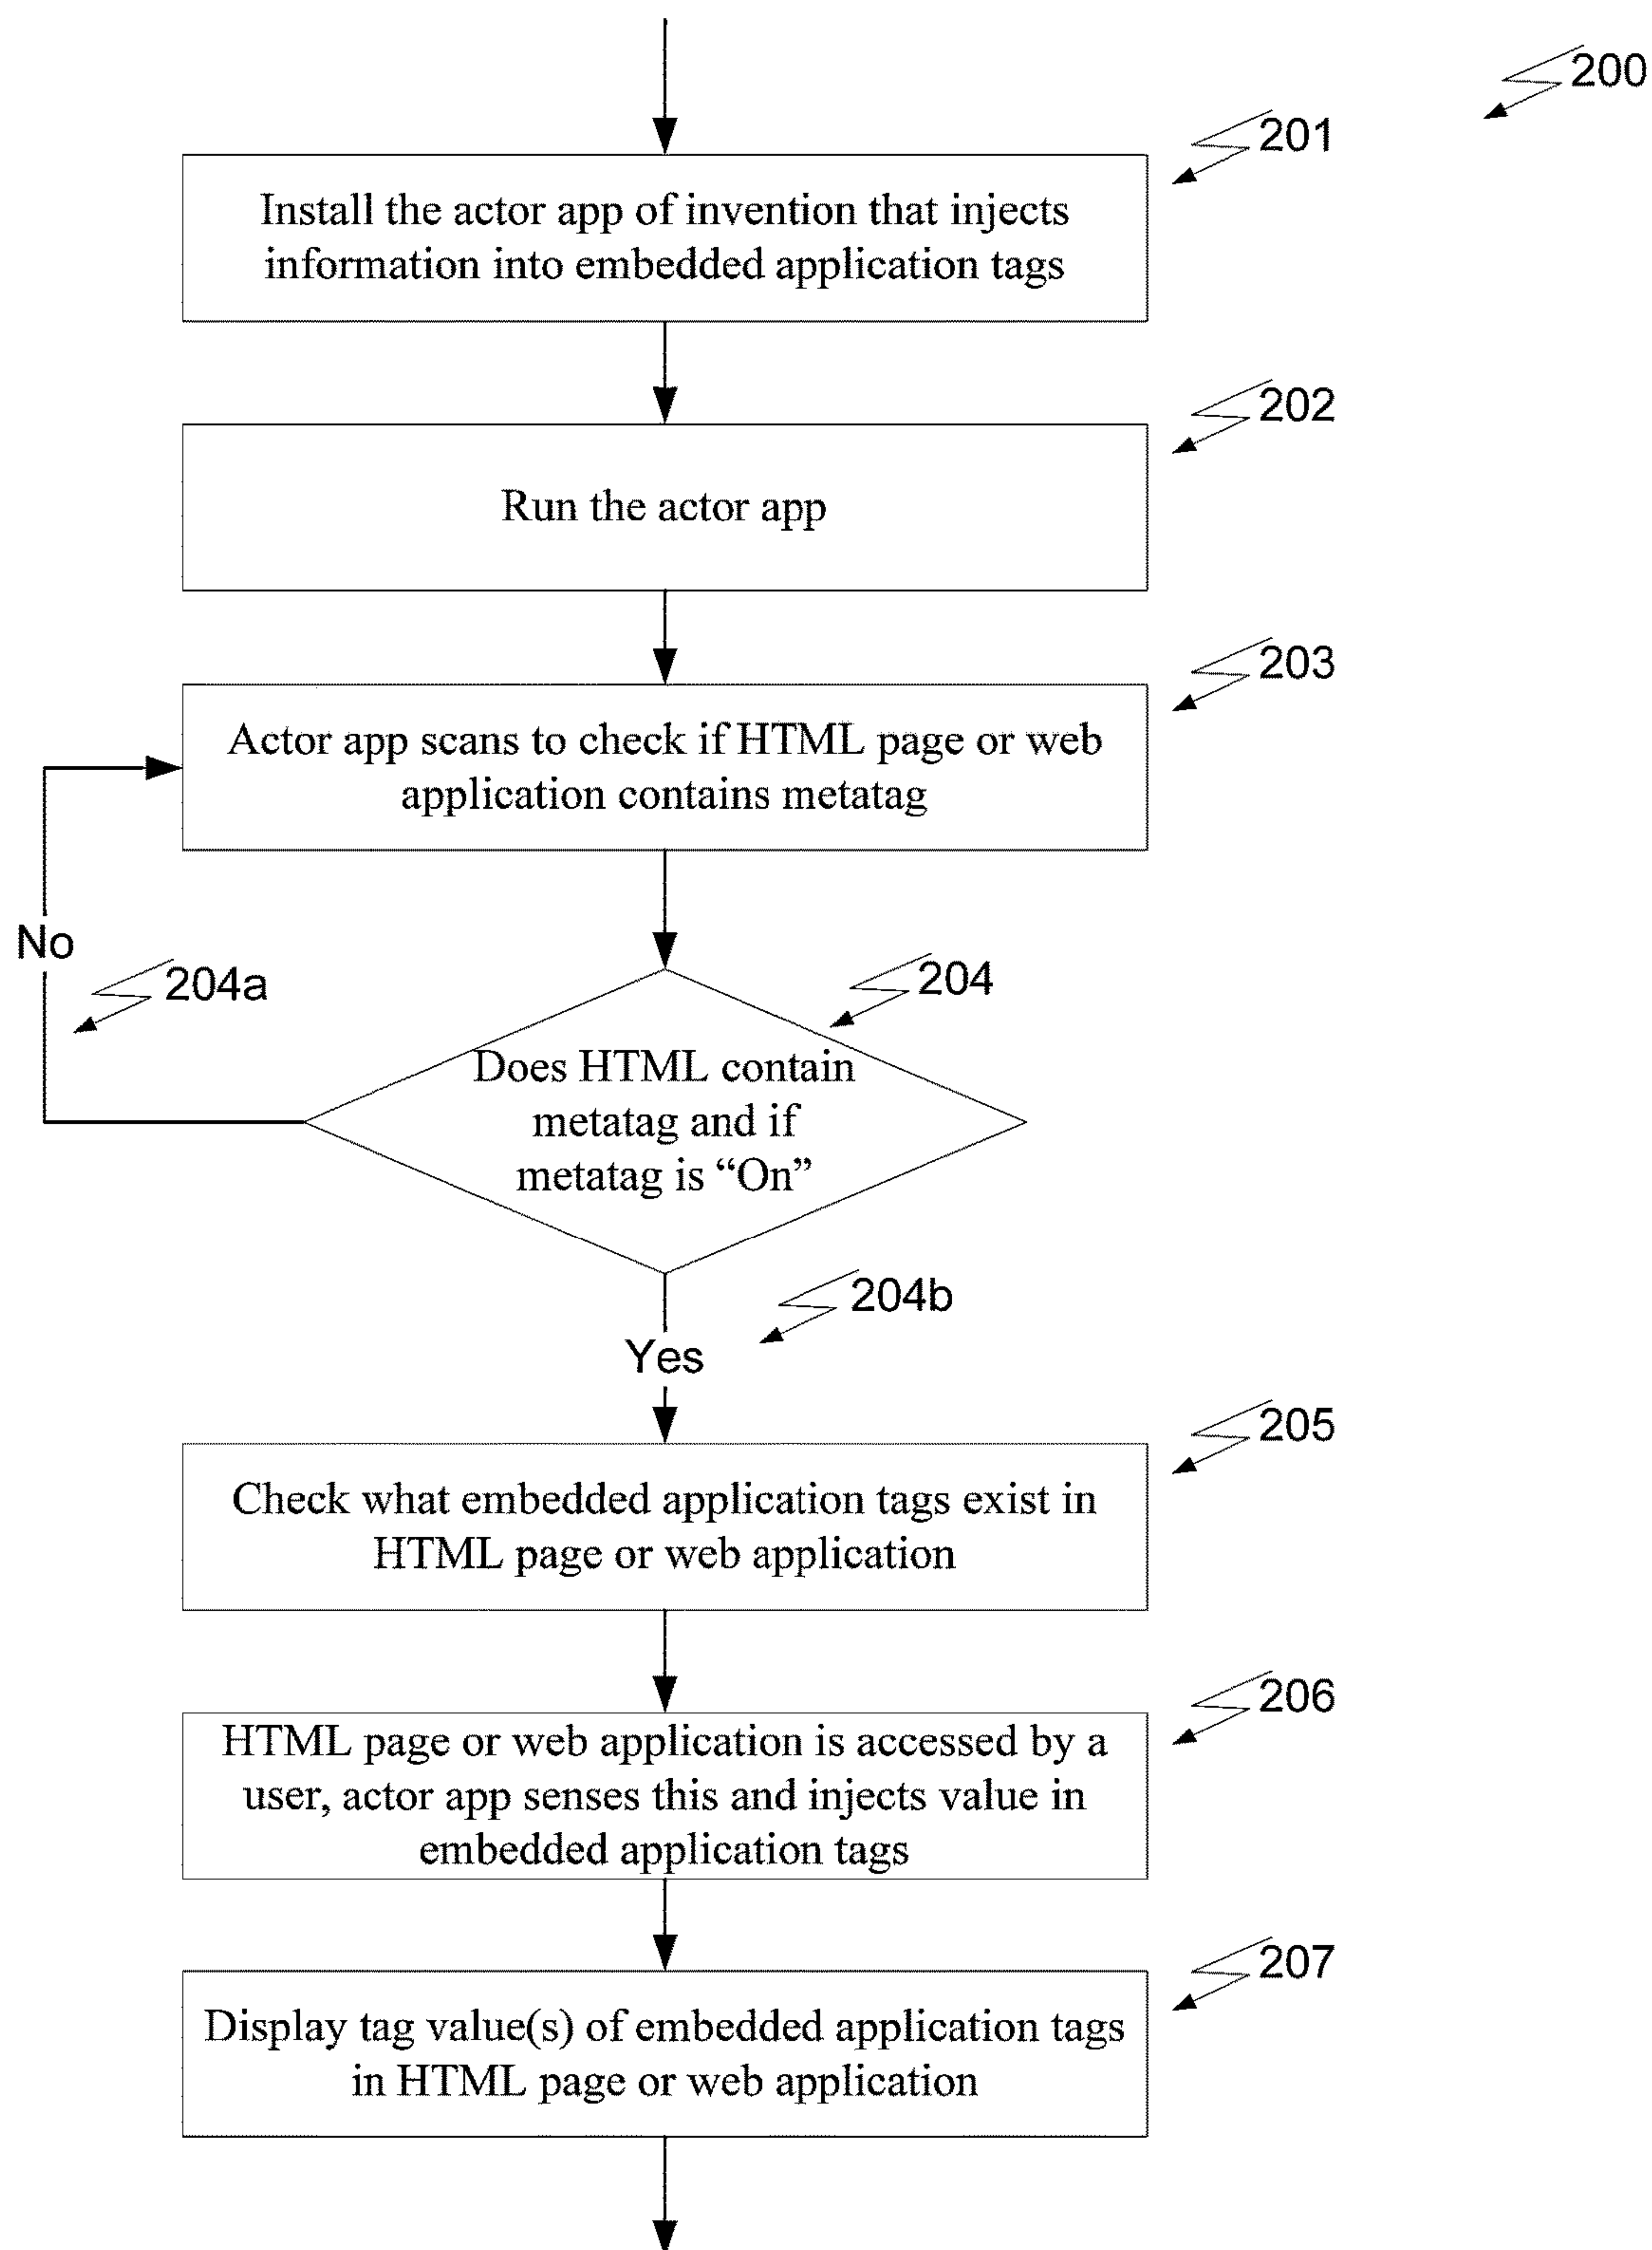 200
201
Install the actor app of invention that injects
information into embedded application tags
202
Run the actor app
203
Actor app scans to check if HTML page or web
application contains metatag
No
204a
204
Does HTML contain
metatag and if
metatag is “On”
204b
Yes
205
Check what embedded application tags exist in
HTML page or web application
206
HTML page or web application is accessed by a
user, actor app senses this and injects value in
embedded application tags
207
Display tag value(s) of embedded application tags
in HTML page or web application